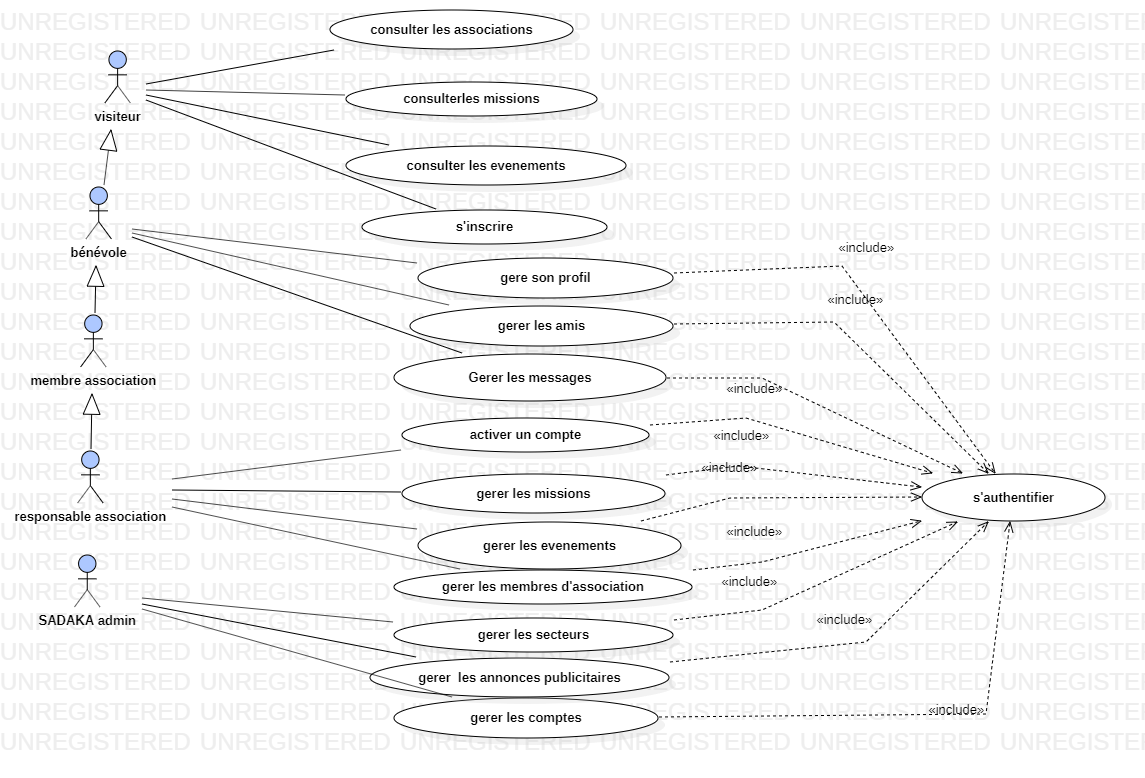 consulter les associations
visiteur
consulterles missions
consulter les evenements
bénévole
s'inscrire
gere son profil
«include»
gerer les amis
«include»
membre association
Gerer les messages
«include»
activer un compte
«include»
gerer les missions
«include»
s'authentifier
responsable association
gerer les evenements
«include»
gerer les membres d'association
«include»
SADAKA admin
gerer les secteurs
«include»
gerer  les annonces publicitaires
gerer les comptes
«include»
UNREGISTERED